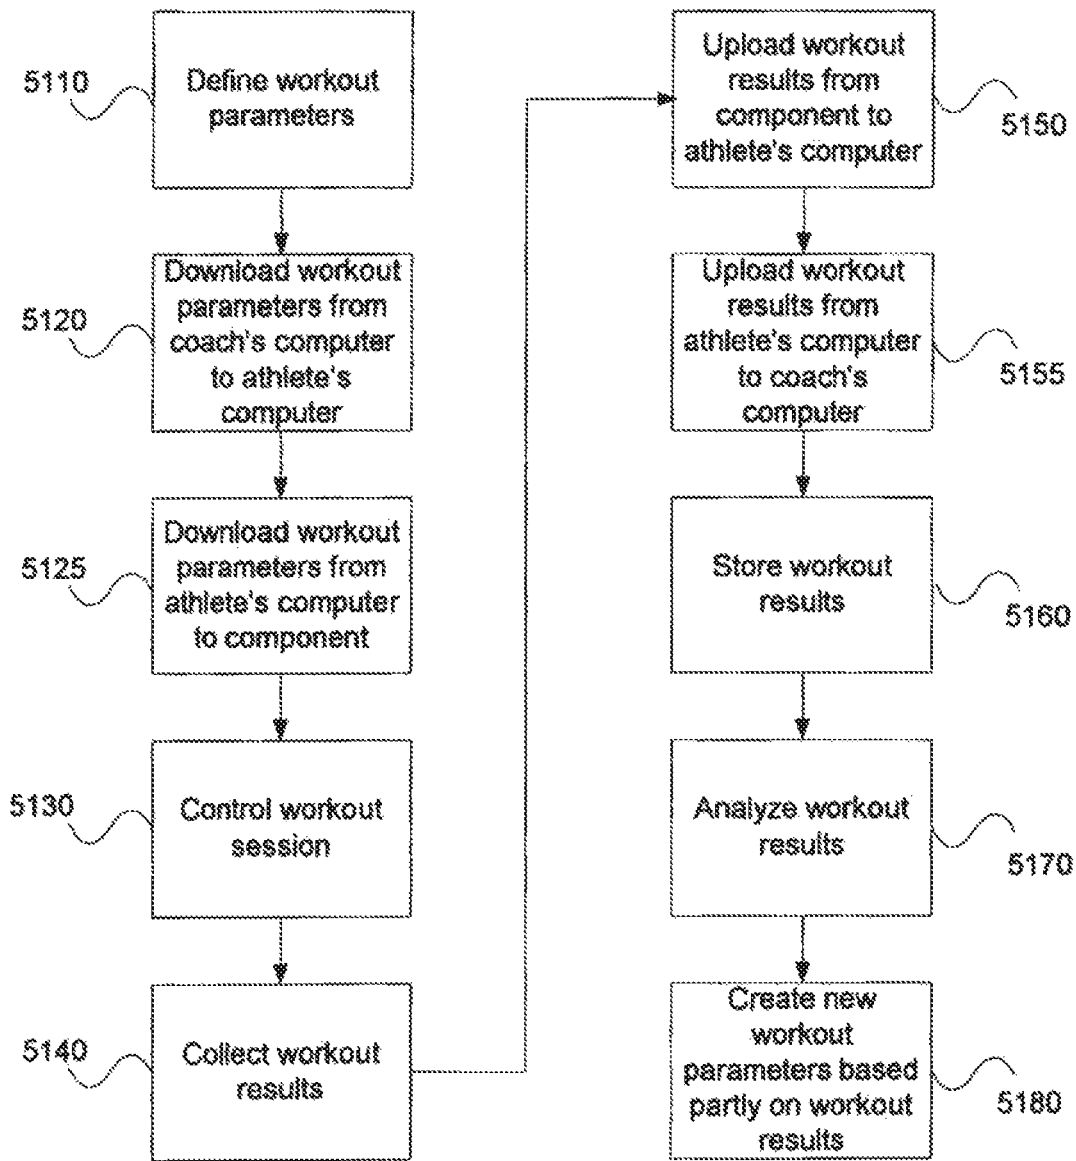 5110
Define workout
parameters
5120
Download workout
parameters from
coach's computer
to athlete's
computer
5125
Download workout
parameters from
athlete's computer
to component
5130
Control workout
session
5140
Collect workout
results
Upload workout
results from
component to
athlete's computer
5150
Upload workout
results from
athlete's computer
to coach's
computer
5155
Store workout
results
5160
Analyze workout
results
5170
Create new
workout
parameters based
partly on workout
results
5180